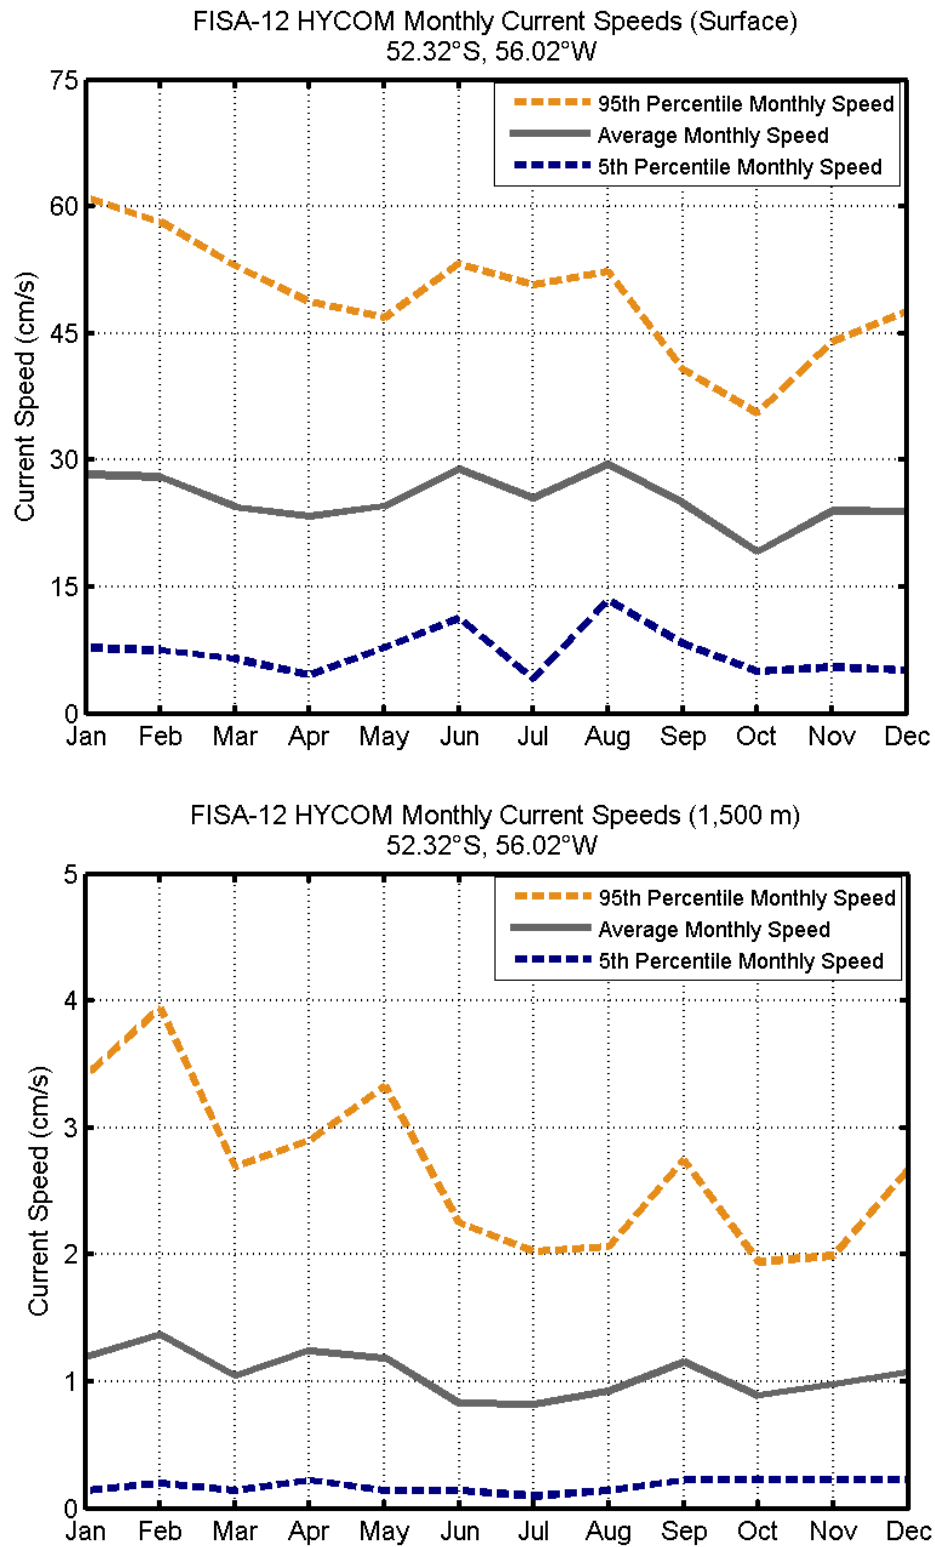 FISA-12 HYCOM Monthly Current Speeds (Surface)
52.32°S, 56.02°W
75
60
45
30
15
0
Current Speed (cm/s)
95th Percentile Monthly Speed
Average Monthly Speed
5th Percentile Monthly Speed
Jan Feb Mar Apr May Jun Jul Aug Sep Oct Nov Dec
FISA-12 HYCOM Monthly Current Speeds (1,500 m)
52.32°S, 56.02°W
5
4
3
2
1
0
Current Speed (cm/s)
95th Percentile Monthly Speed
Average Monthly Speed
5th Percentile Monthly Speed
Jan Feb Mar Apr May Jun Jul Aug Sep Oct Nov Dec